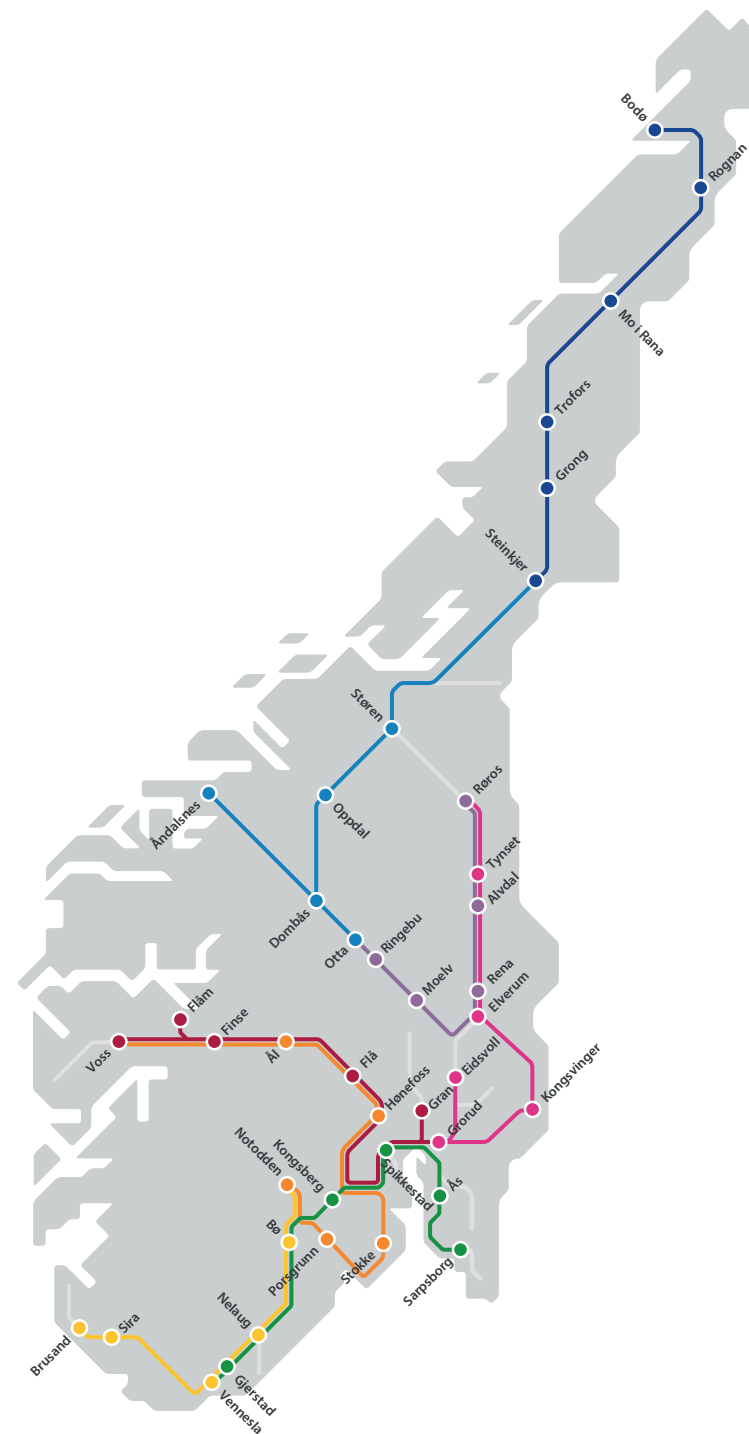 Bodø
Rognan
Mo i Rana
Trofors
Grong
Steinkjer
Støren
Røros
Åndalsnes
Oppdal
Tynset
Alvdal
Dombås
Otta
Ringebu
Moelv
Rena
Elverum
Flåm
Finse
Voss
Ål
Flå
Eidsvoll
Hønefoss
Gran
Kongsvinger
Grorud
Kongsberg
Notodden
Spikkestad
Ås
Bø
Porsgrunn
Stokke
Sarpsborg
Nelaug
Sira
Brusand
Gjerstad
Vennesla